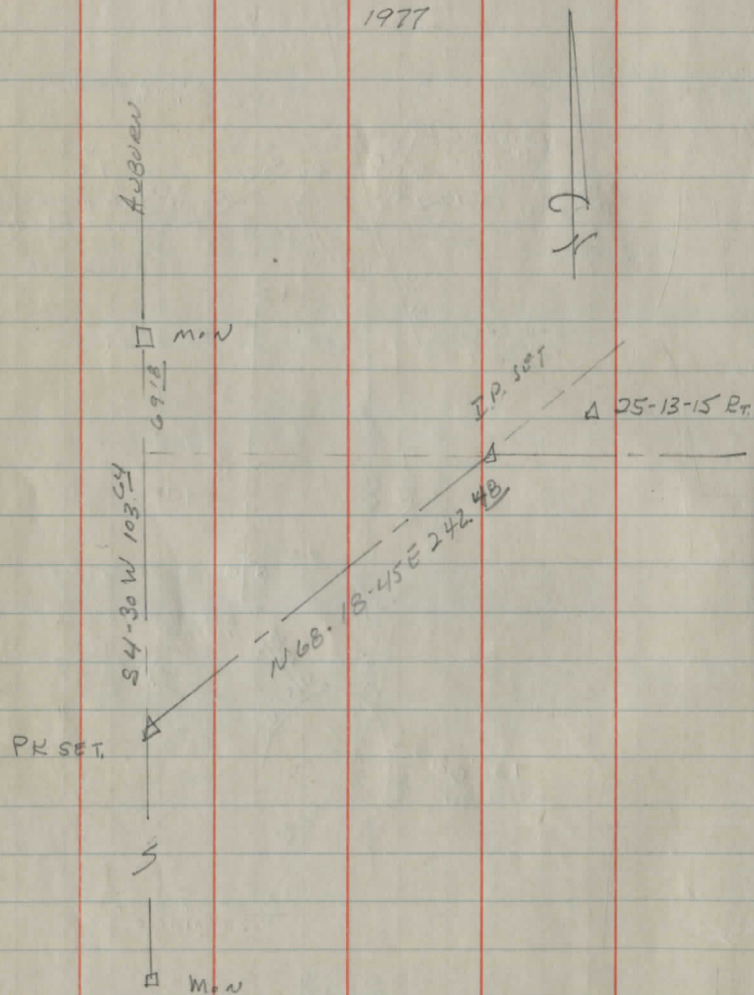 1977
AUBURN
MON
69.18
I.P. SET
Δ 25-13-15 RT.
S 4-30 W 103.64
N 68-18-45 E 242.48
PK SET.
MON